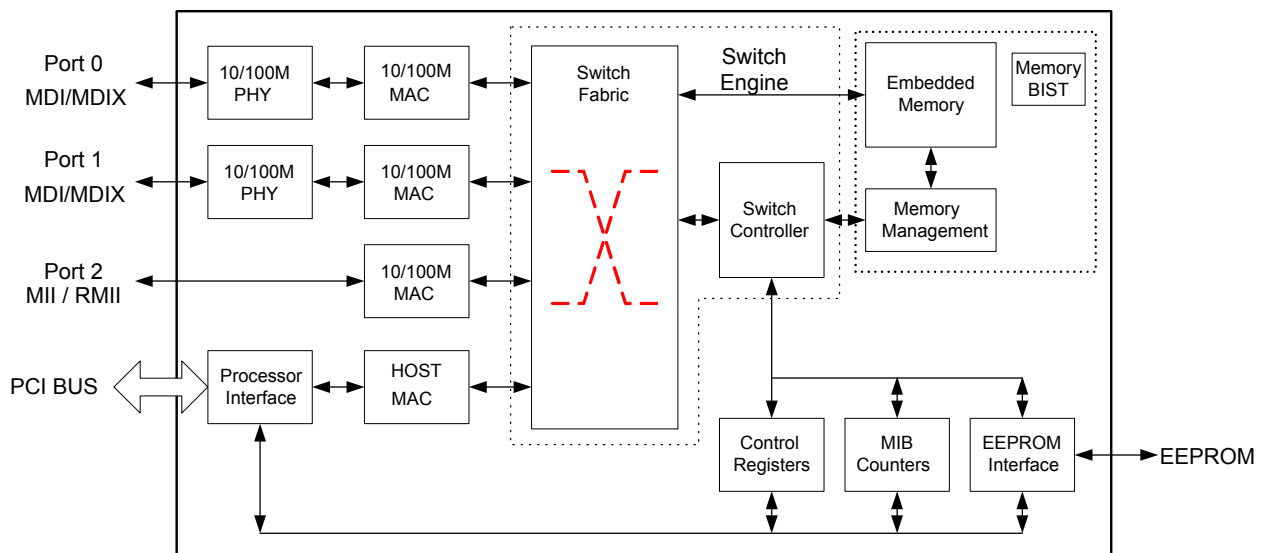 Port 0
MDI/MDIX
10/100M
PHY
10/100M
MAC
Switch
Fabric
Switch
Engine
Embedded
Memory
Memory
BIST
Port 1
MDI/MDIX
10/100M
PHY
10/100M
MAC
Switch
Controller
Memory
Management
Port 2
MII / RMII
10/100M
MAC
PCI BUS
Processor
Interface
HOST
MAC
Control
Registers
MIB
Counters
EEPROM
Interface
EEPROM